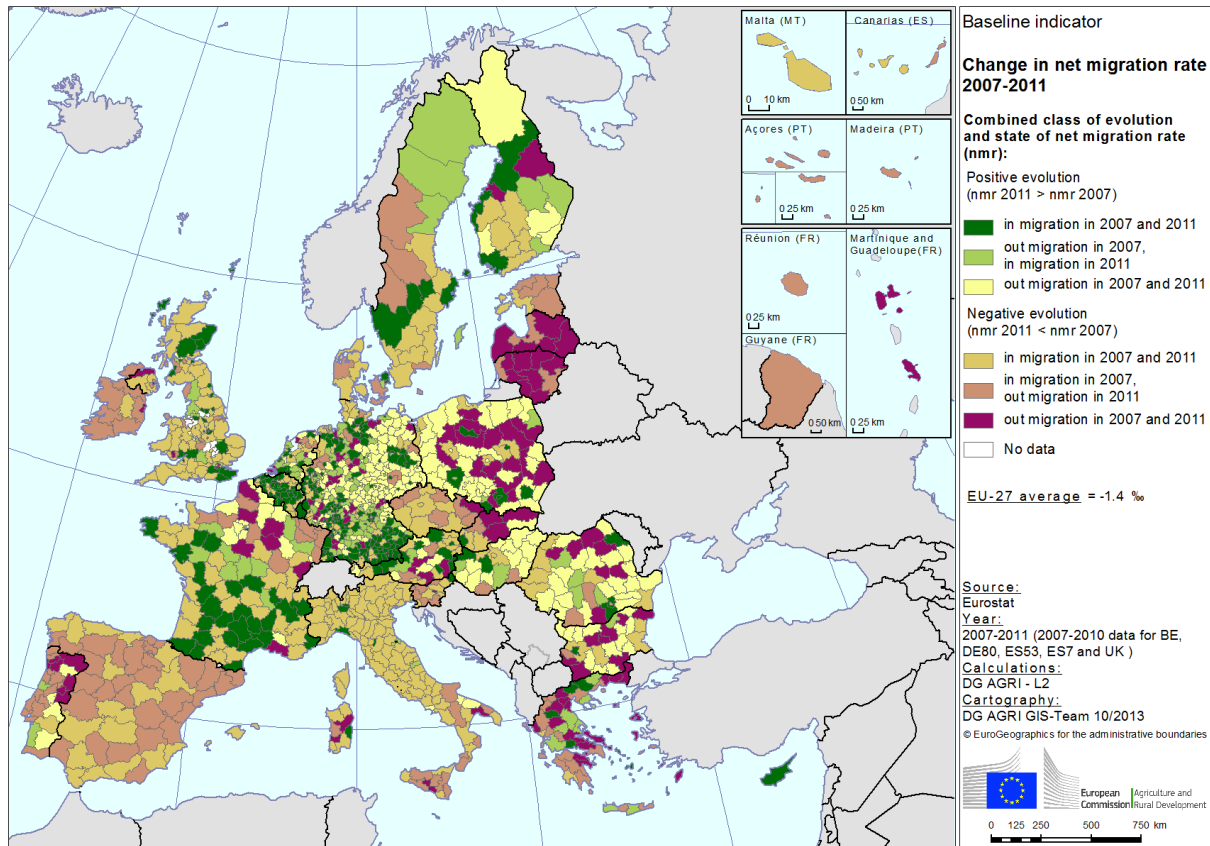 Malta (MT)
0 10 km
Canarias (ES)
0 50 km
Açores (PT)
0 25 km
Madeira (PT)
0 25 km
Réunion (FR)
0 25 km
Martinique and
Guadeloupe(FR)
0 25 km
Guyane (FR)
0 50 km
Baseline indicator
Change in net migration rate
2007-2011
Combined class of evolution
and state of net migration rate
(nmr):
Positive evolution
(nmr 2011 > nmr 2007)
in migration in 2007 and 2011
out migration in 2007,
in migration in 2011
out migration in 2007 and 2011
Negative evolution
(nmr 2011 < nmr 2007)
in migration in 2007 and 2011
in migration in 2007,
out migration in 2011
out migration in 2007 and 2011
No data
EU-27 average = -1.4 ‰
Source:
Eurostat
Year:
2007-2011 (2007-2010 data for BE,
DE80, ES53, ES7 and UK )
Calculations:
DG AGRI - L2
Cartography:
DG AGRI GIS-Team 10/2013
© EuroGeographics for the administrative boundaries
European
Commission
Agriculture and
Rural Development
0 125 250 500 750 km